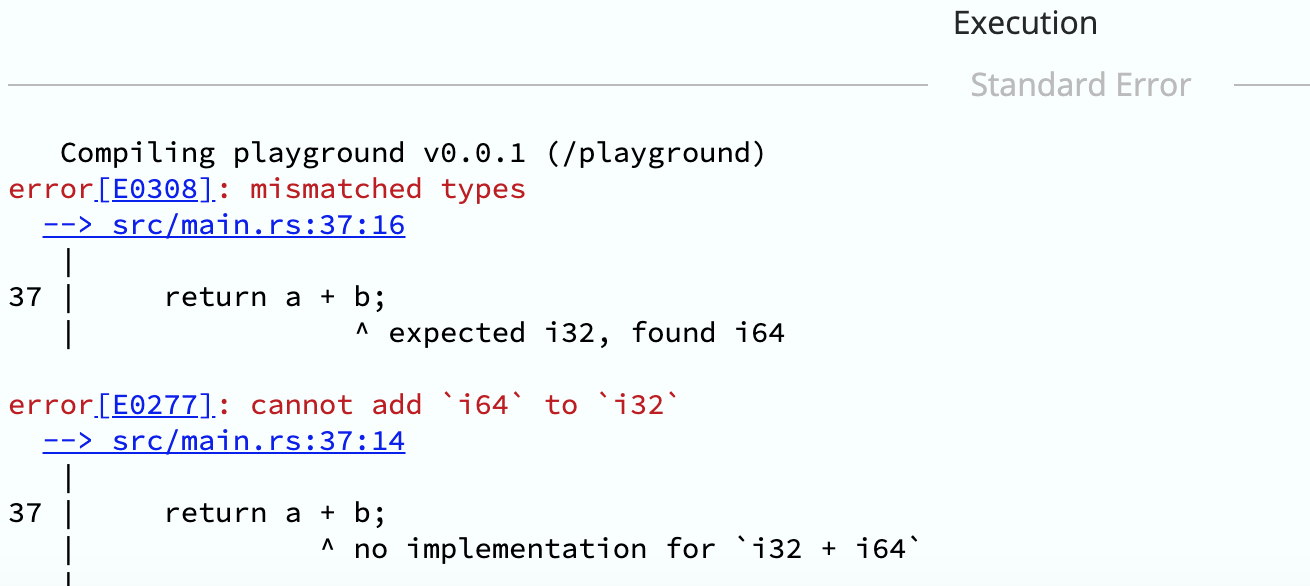 Execution
Standard Error
   Compiling playground v0.0.1 (/playground)
error[E0308]: mismatched types
  --> src/main.rs:37:16
   |
37 |     return a + b;
   |                ^ expected i32, found i64

error[E0277]: cannot add `i64` to `i32`
  --> src/main.rs:37:14
   |
37 |     return a + b;
   |              ^ no implementation for `i32 + i64`
   |